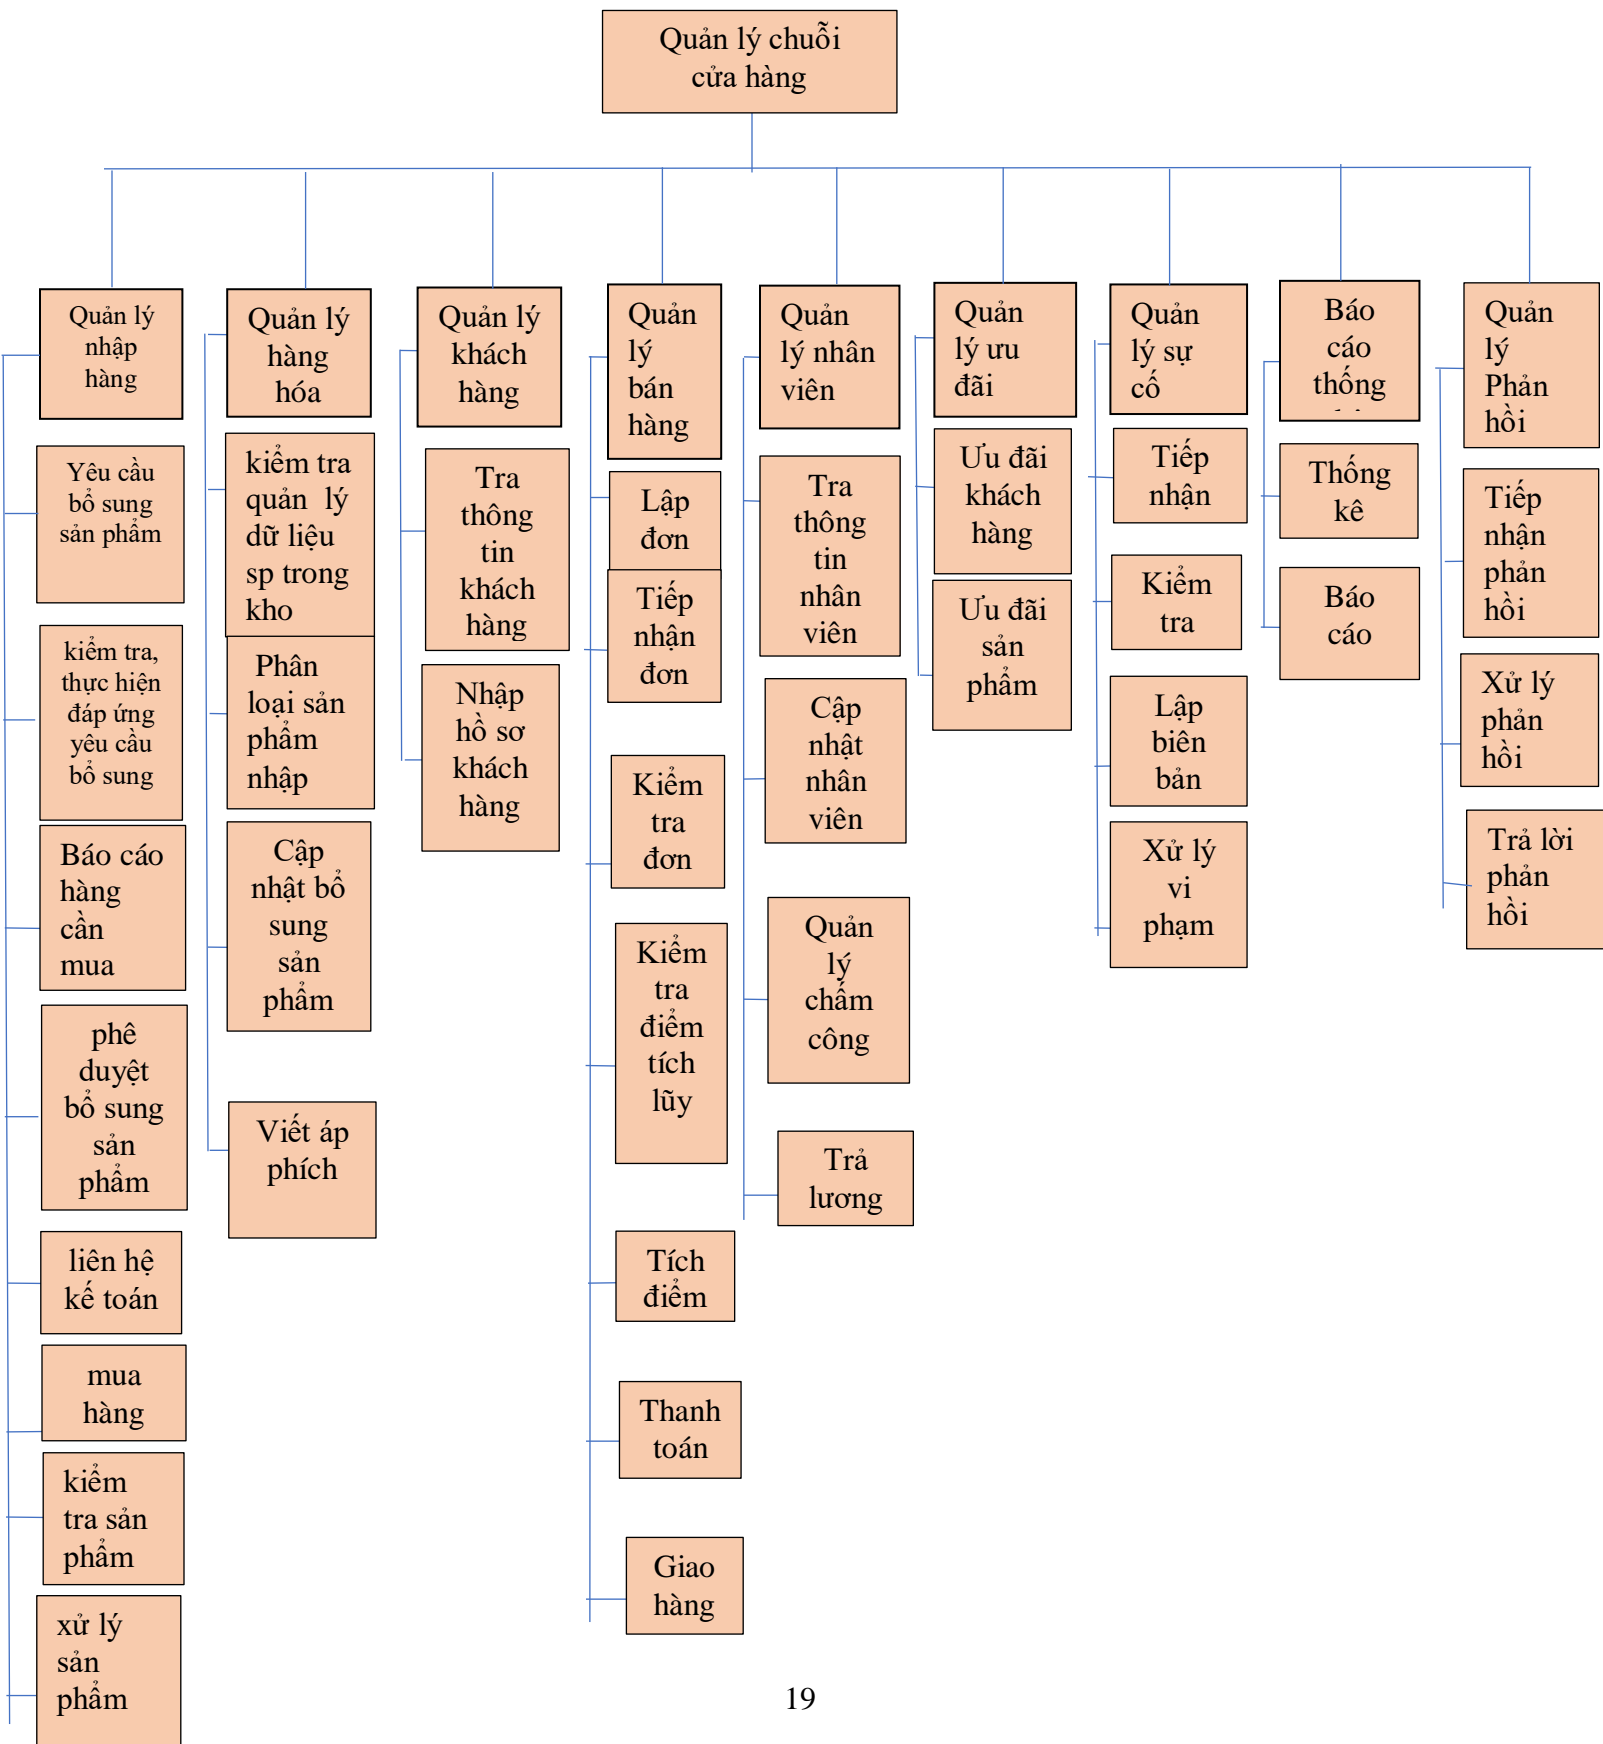 Quản lý chuỗi
cửa hàng
Quản lý
nhập
hàng
Yêu cầu
bổ sung
sản phẩm
kiểm tra,
thực hiện
đáp ứng
yêu cầu
bổ sung
Báo cáo
hàng
cần
mua
phê
duyệt
bổ sung
sản
phẩm
liên hệ
kế toán
mua
hàng
kiểm
tra sản
phẩm
xử lý
sản
phẩm
Quản lý
hàng
hóa
kiểm tra
quản lý
dữ liệu
sp trong
kho
Phân
loại sản
phẩm
nhập
Cập
nhật bổ
sung
sản
phẩm
Viết áp
phích
Quản lý
khách
hàng
Tra
thông
tin
khách
hàng
Nhập
hồ sơ
khách
hàng
Quản
lý
bán
hàng
Lập
đơn
Tiếp
nhận
đơn
Kiểm
tra
đơn
Kiểm
tra
điểm
tích
lũy
Tích
điểm
Thanh
toán
Giao
hàng
Quản
lý nhân
viên
Tra
thông
tin
nhân
viên
Cập
nhật
nhân
viên
Quản
lý
chấm
công
Trả
lương
Quản
lý ưu
đãi
Ưu đãi
khách
hàng
Ưu đãi
sản
phẩm
Quản
lý sự
cố
Tiếp
nhận
Kiểm
tra
Lập
biên
bản
Xử lý
vi
phạm
Báo
cáo
thống
Thống
kê
Báo
cáo
Quản
lý
Phản
hồi
Tiếp
nhận
phản
hồi
Xử lý
phản
hồi
Trả lời
phản
hồi
19